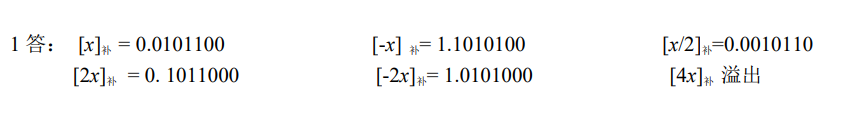 1 答： [x]补 = 0.0101100 [-x] 补= 1.1010100 [x/2]补=0.0010110
[2x]补 = 0. 1011000 [-2x]补= 1.0101000 [4x]补 溢出